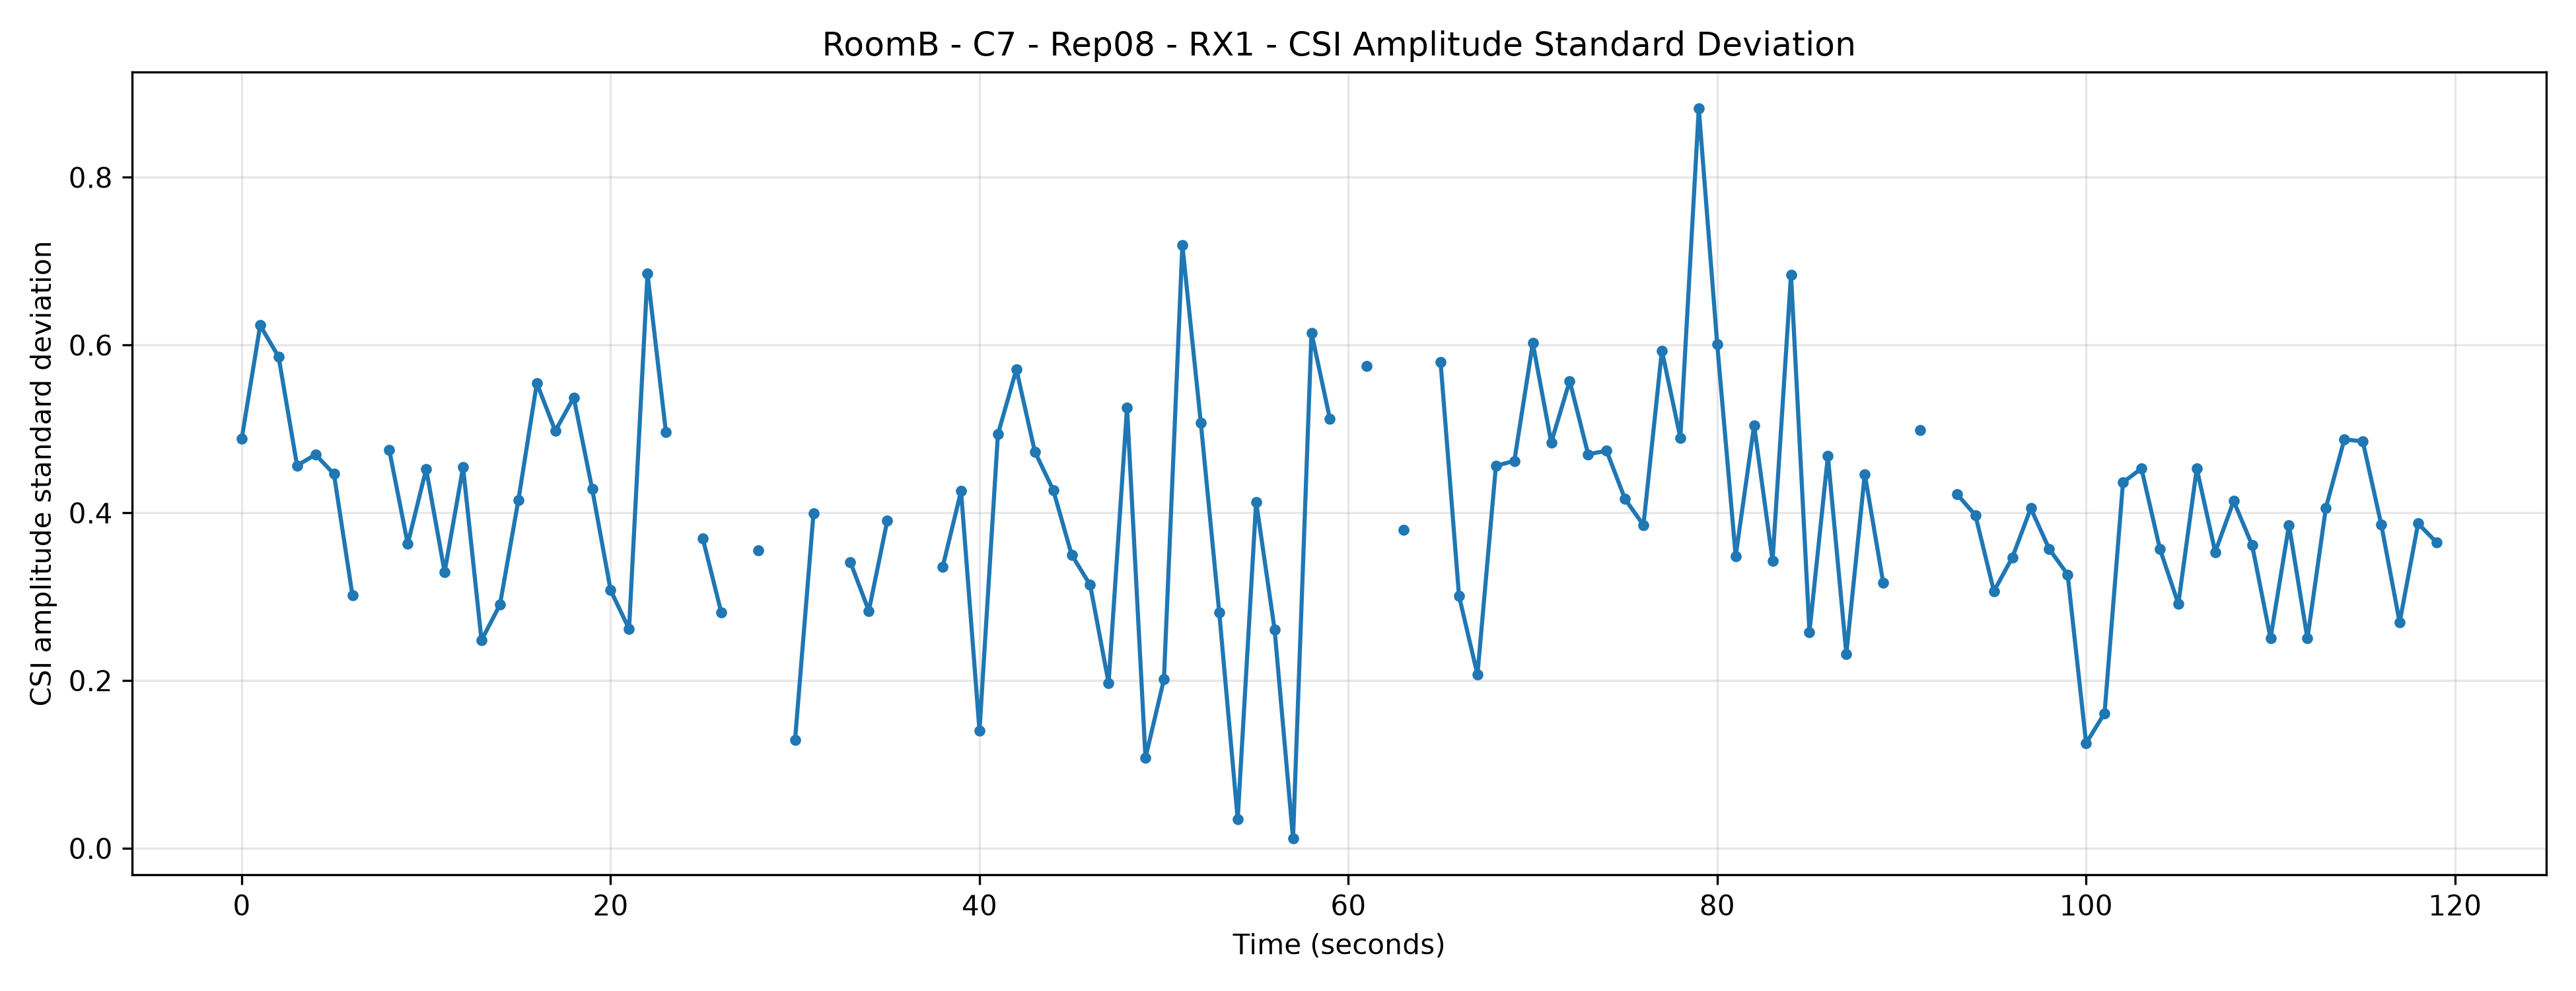 RoomB - C7 - Rep08 - RX1 - CSI Amplitude Standard Deviation
CSI amplitude standard deviation
0.8
0.6
0.4
0.2
0.0
0 20 40 60 80 100 120
Time (seconds)